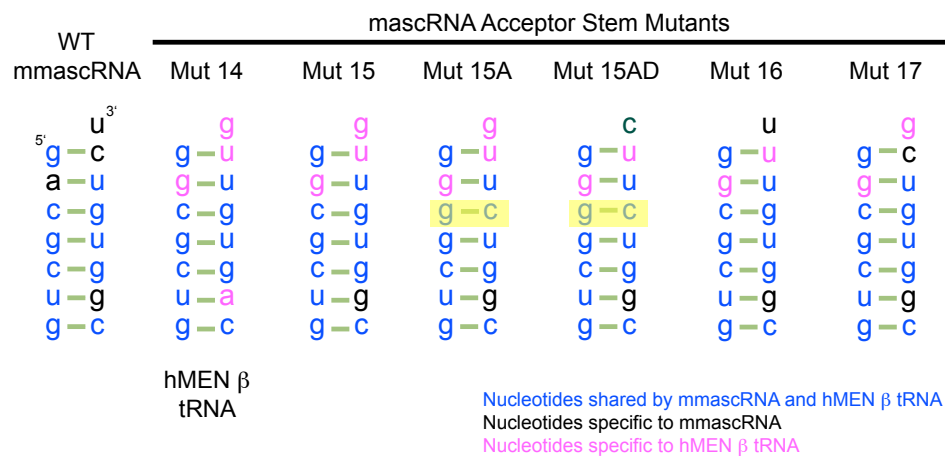 mascRNA Acceptor Stem Mutants
WT
mmascRNA
Mut 14 Mut 15 Mut 15A Mut 15AD Mut 16 Mut 17
u 3' g g g c u g
5' g c g u g u g u g u g u g c
a u g u g u g u g u g u g u
c g c g c g g c g c c g c g
g u g u g u g u g u g u g u
c g c g c g c g c g c g c g
u g u a u g u g u g u g u g
g c g c g c g c g c g c g c
hMEN β
tRNA
Nucleotides shared by mmascRNA and hMEN β tRNA
Nucleotides specific to mmascRNA
Nucleotides specific to hMEN β tRNA